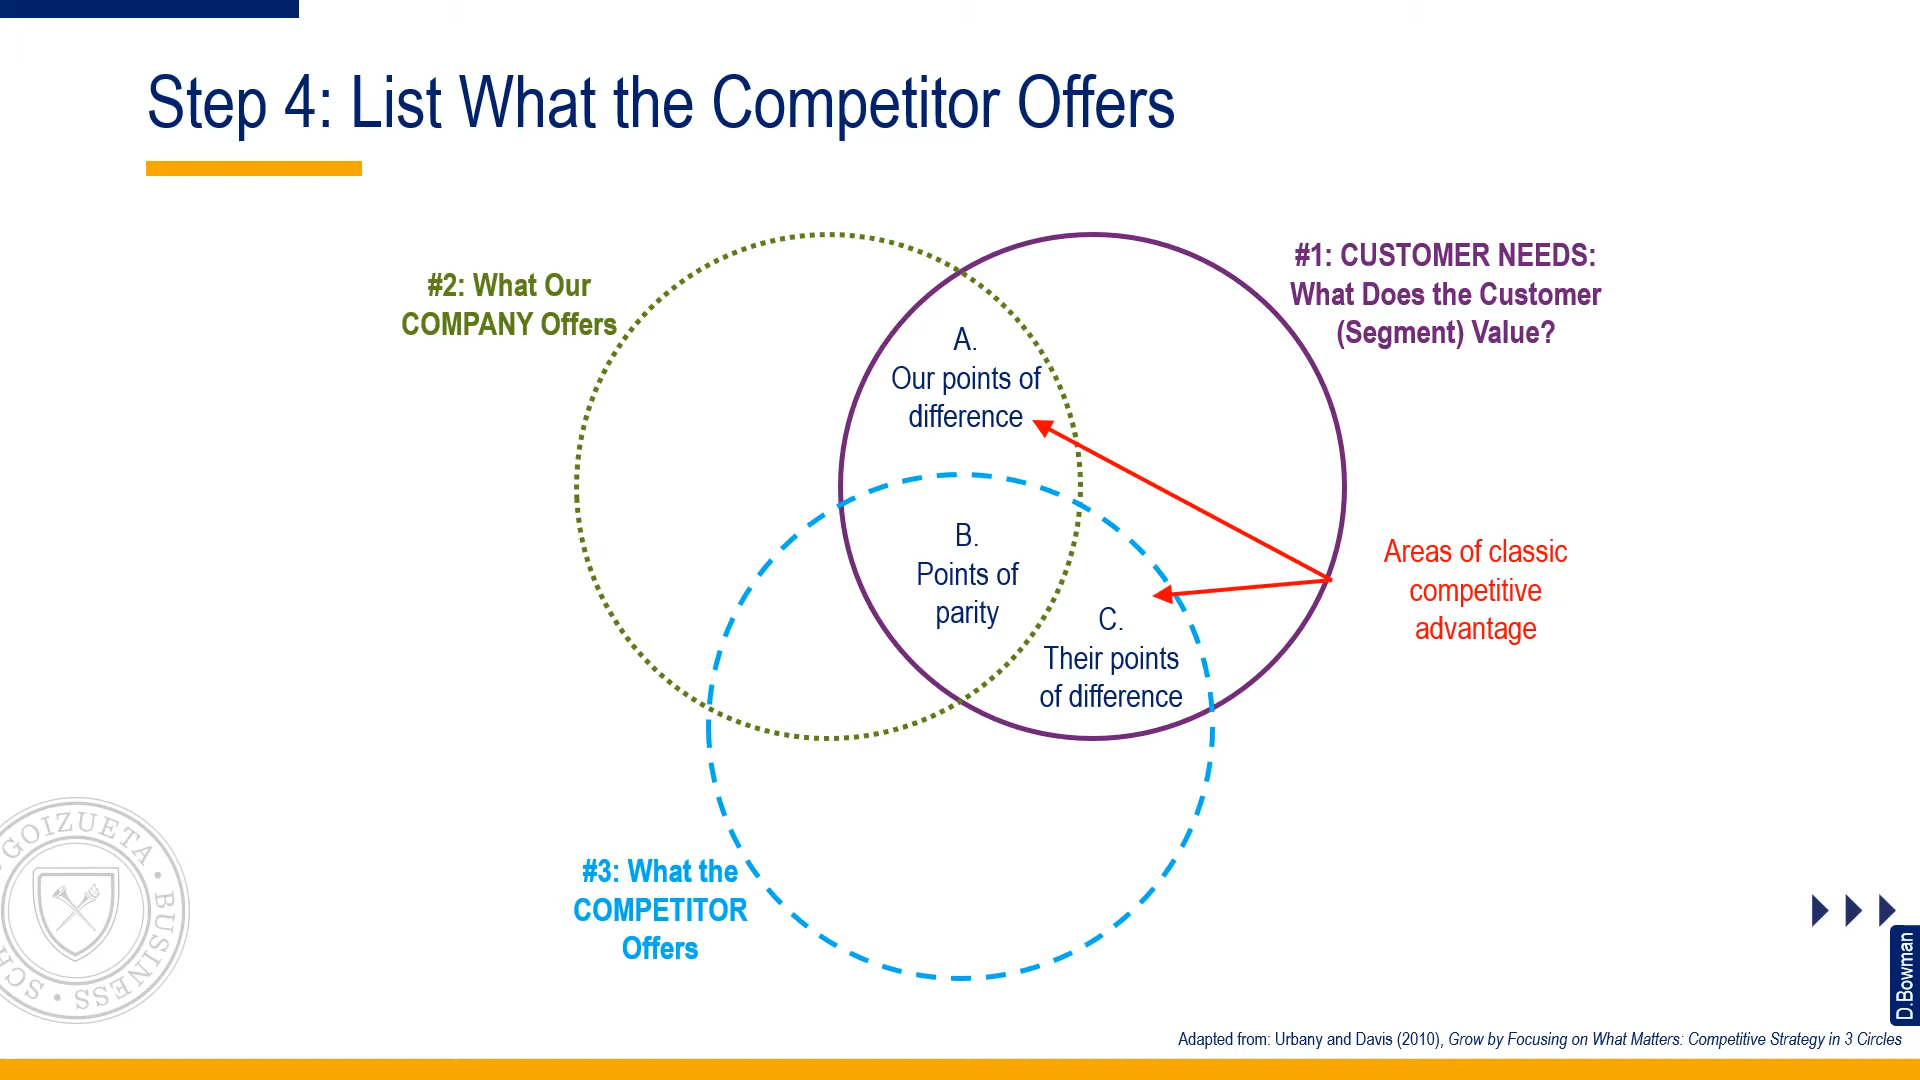 Step 4: List What the Competitor Offers
#2: What Our
COMPANY Offers
#1: CUSTOMER NEEDS:
What Does the Customer
(Segment) Value?
A.
Our points of
difference
B.
Points of
parity
C.
Their points
of difference
Areas of classic
competitive
advantage
#3: What the
COMPETITOR
Offers
GOIZUETA • BUSINESS • SCH
D.Bowman
Adapted from: Urbany and Davis (2010), Grow by Focusing on What Matters: Competitive Strategy in 3 Circles